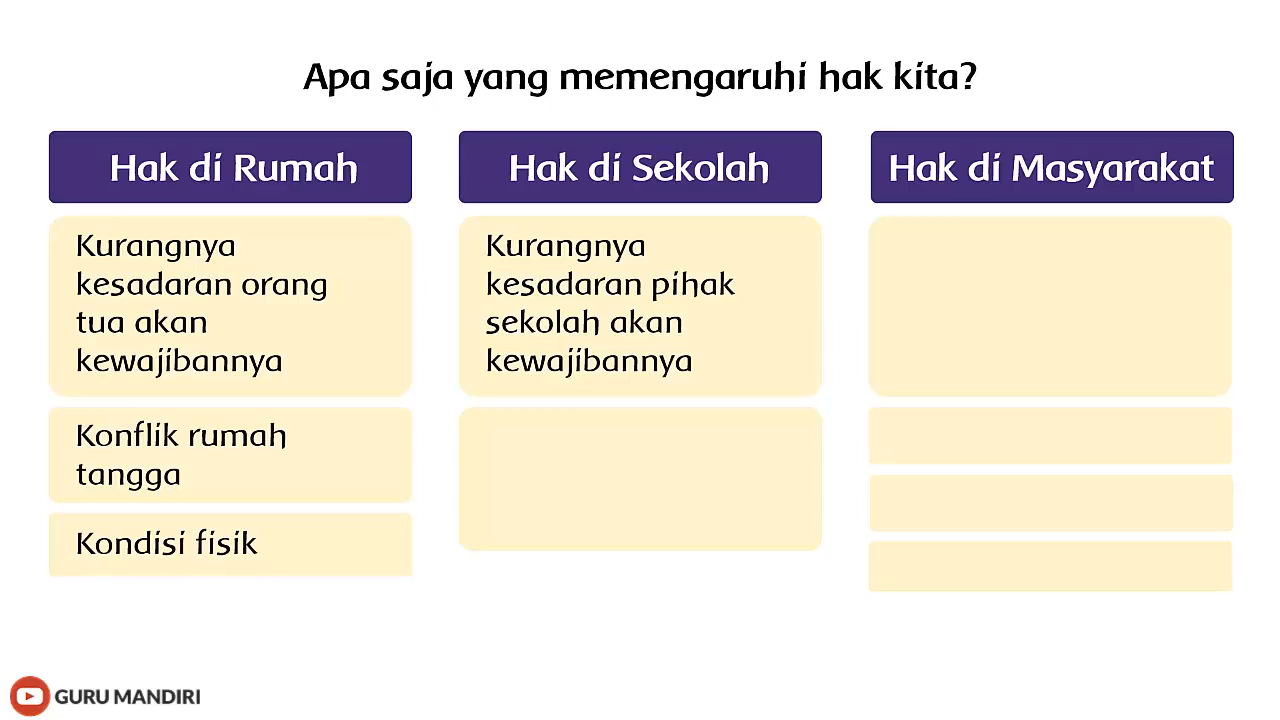 Apa saja yang memengaruhi hak kita?
Hak di Rumah
Kurangnya
kesadaran orang
tua akan
kewajibannya
Konflik rumah
tangga
Kondisi fisik
Hak di Sekolah
Kurangnya
kesadaran pihak
sekolah akan
kewajibannya
Hak di Masyarakat
GURU MANDIRI